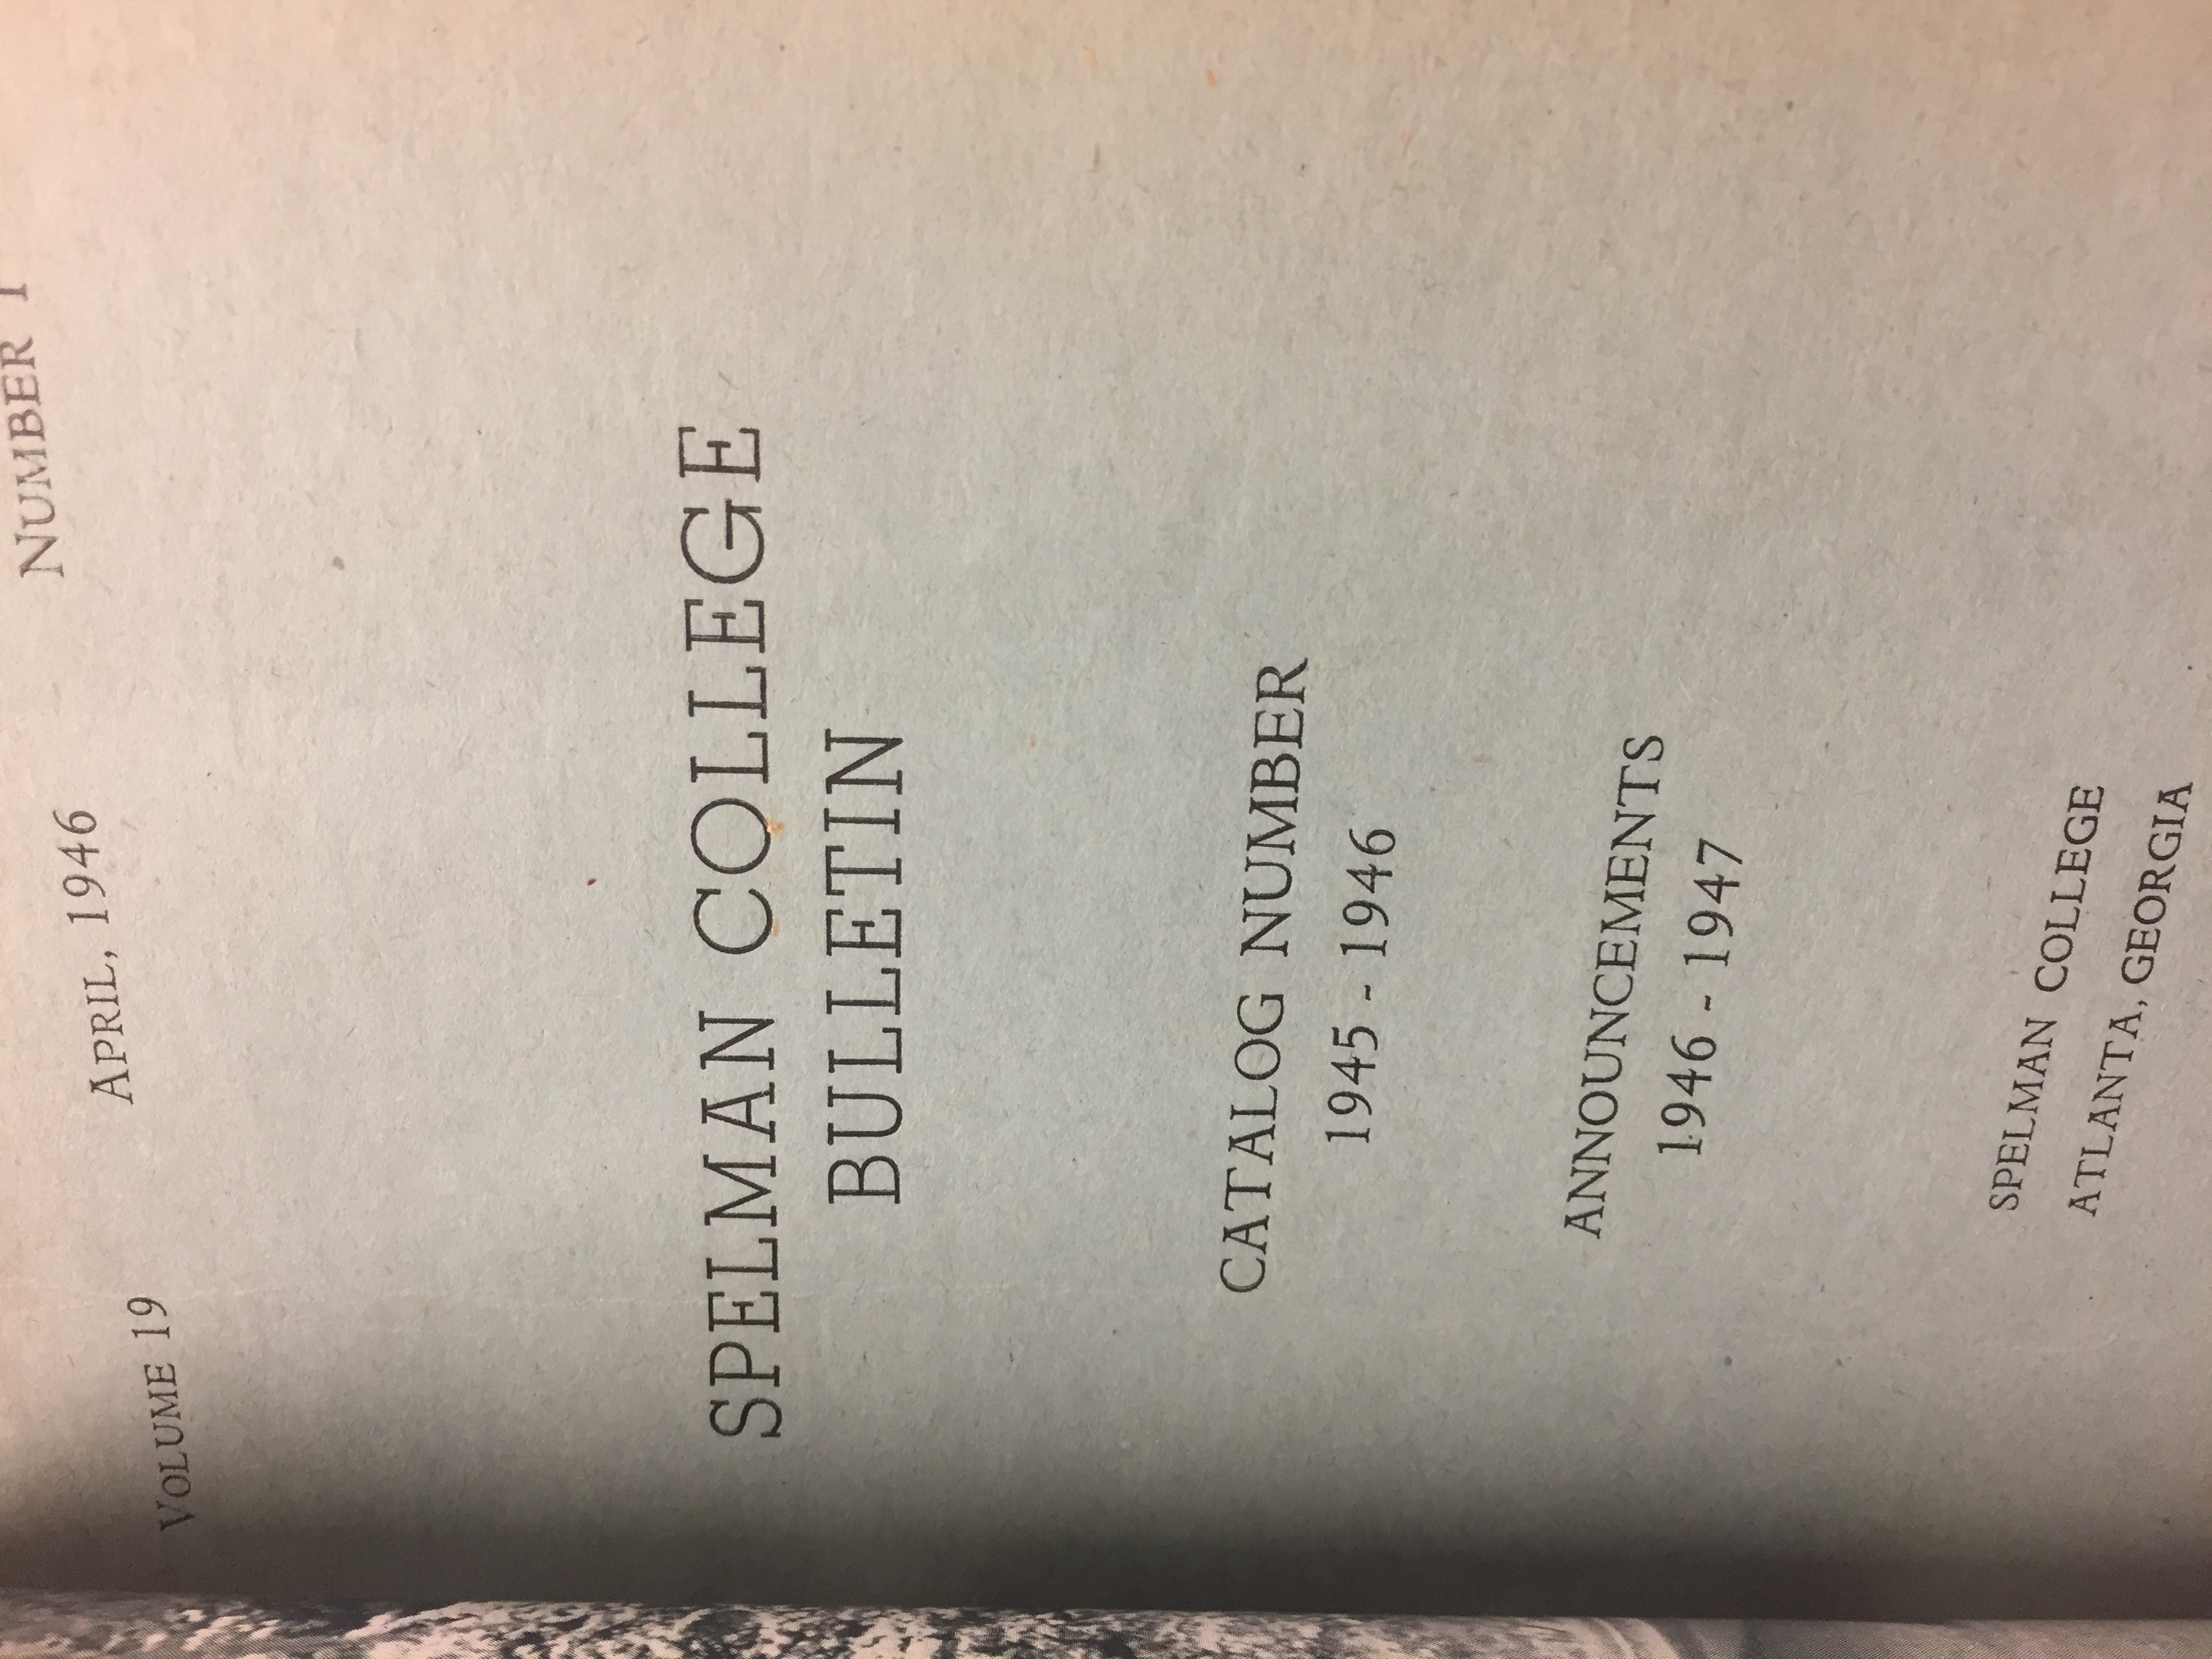 VOLUME 19 APRIL, 1946 NUMBER 1
SPELMAN COLLEGE
BULLETIN
CATALOG NUMBER
1945 - 1946
ANNOUNCEMENTS
1946 - 1947
SPELMAN COLLEGE
ATLANTA, GEORGIA